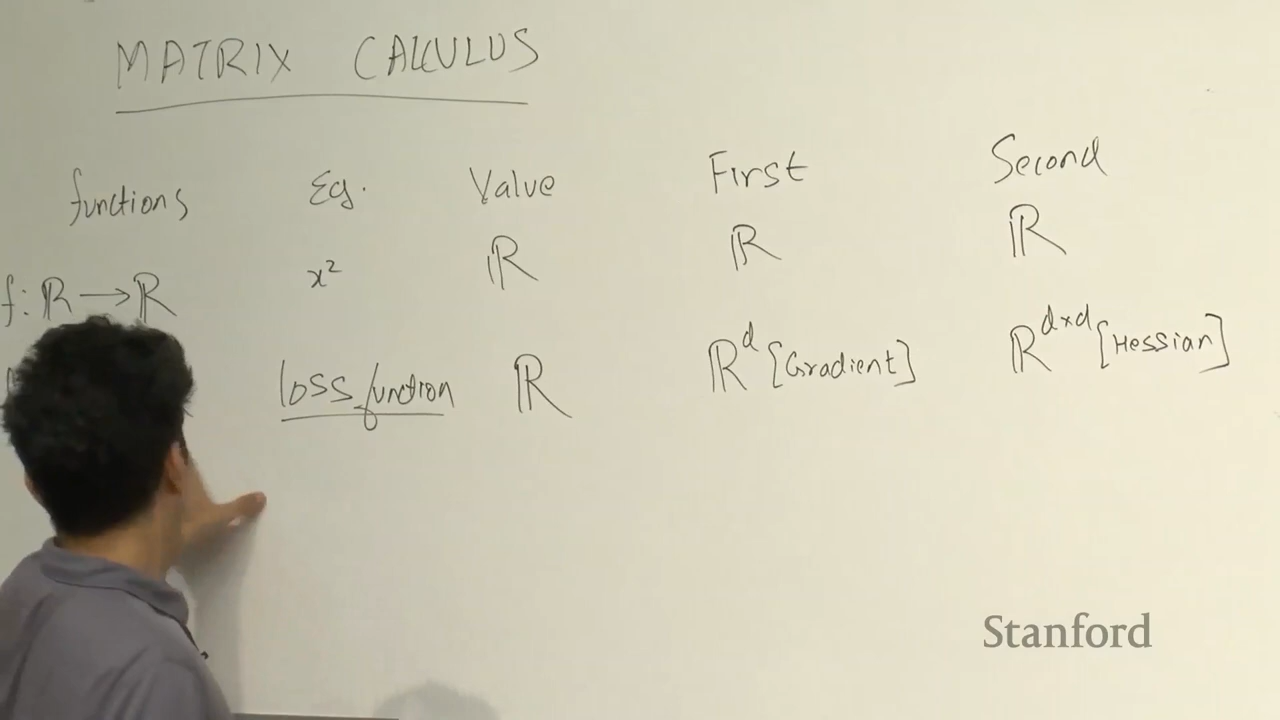 MATRIX CALCULUS
functions Eg. Value First Second
f: ℝ → ℝ x² ℝ ℝ ℝ
loss function ℝ ℝᵈ [Gradient] ℝᵈˣᵈ [Hessian]
Stanford